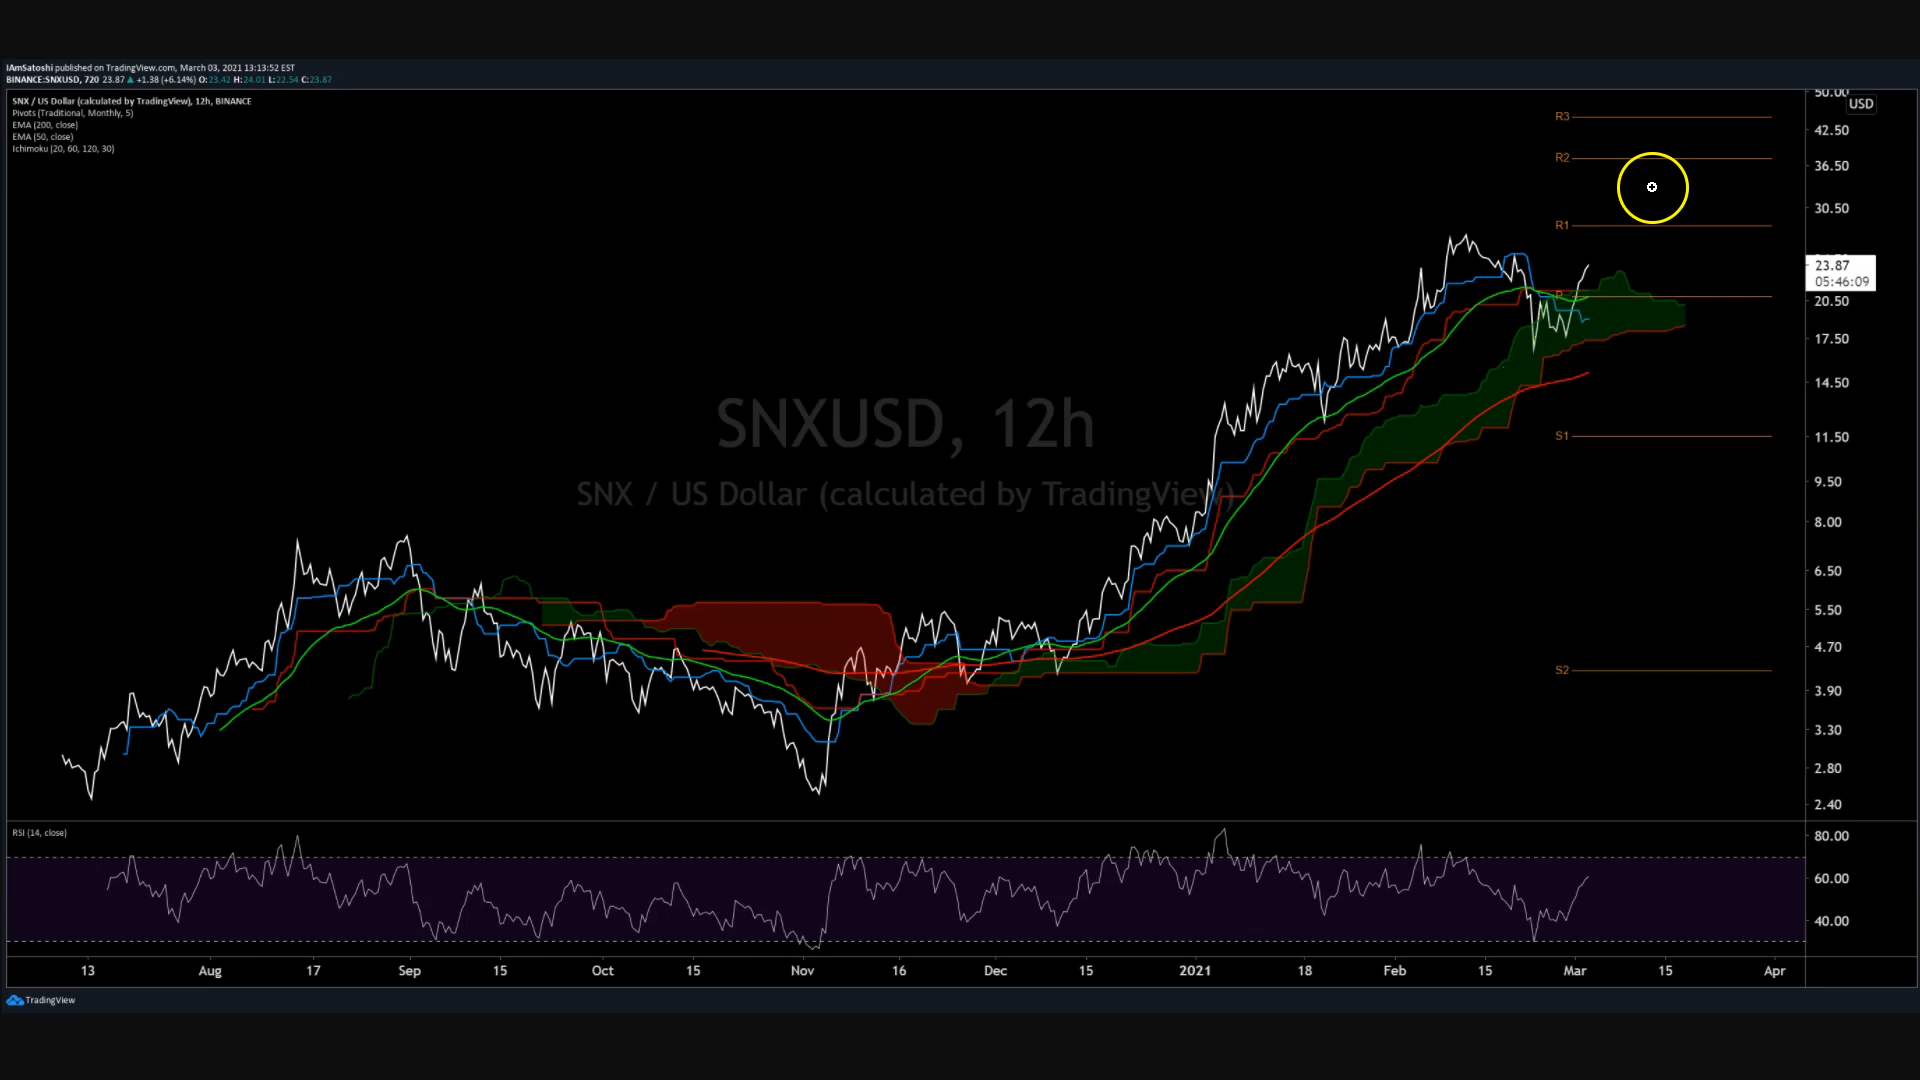 IAmSatoshi published on TradingView.com, March 03, 2021 13:13:52 EST
BINANCE:SNXUSD, 720 23.87 ▲ +1.38 (+6.14%) O:23.42 H:24.01 L:22.54 C:23.87
SNX / US Dollar (calculated by TradingView), 12h, BINANCE
Pivots (Traditional, Monthly, 5)
EMA (200, close)
EMA (50, close)
Ichimoku (20, 60, 120, 30)
50.00
USD
R3
42.50
R2
36.50
30.50
R1
23.87
05:46:09
P
20.50
17.50
14.50
SNXUSD, 12h
S1
11.50
SNX / US Dollar (calculated by TradingView)
9.50
8.00
6.50
5.50
4.70
S2
3.90
3.30
2.80
2.40
RSI (14, close)
80.00
60.00
40.00
13 Aug 17 Sep 15 Oct 15 Nov 16 Dec 15 2021 18 Feb 15 Mar 15 Apr
TradingView